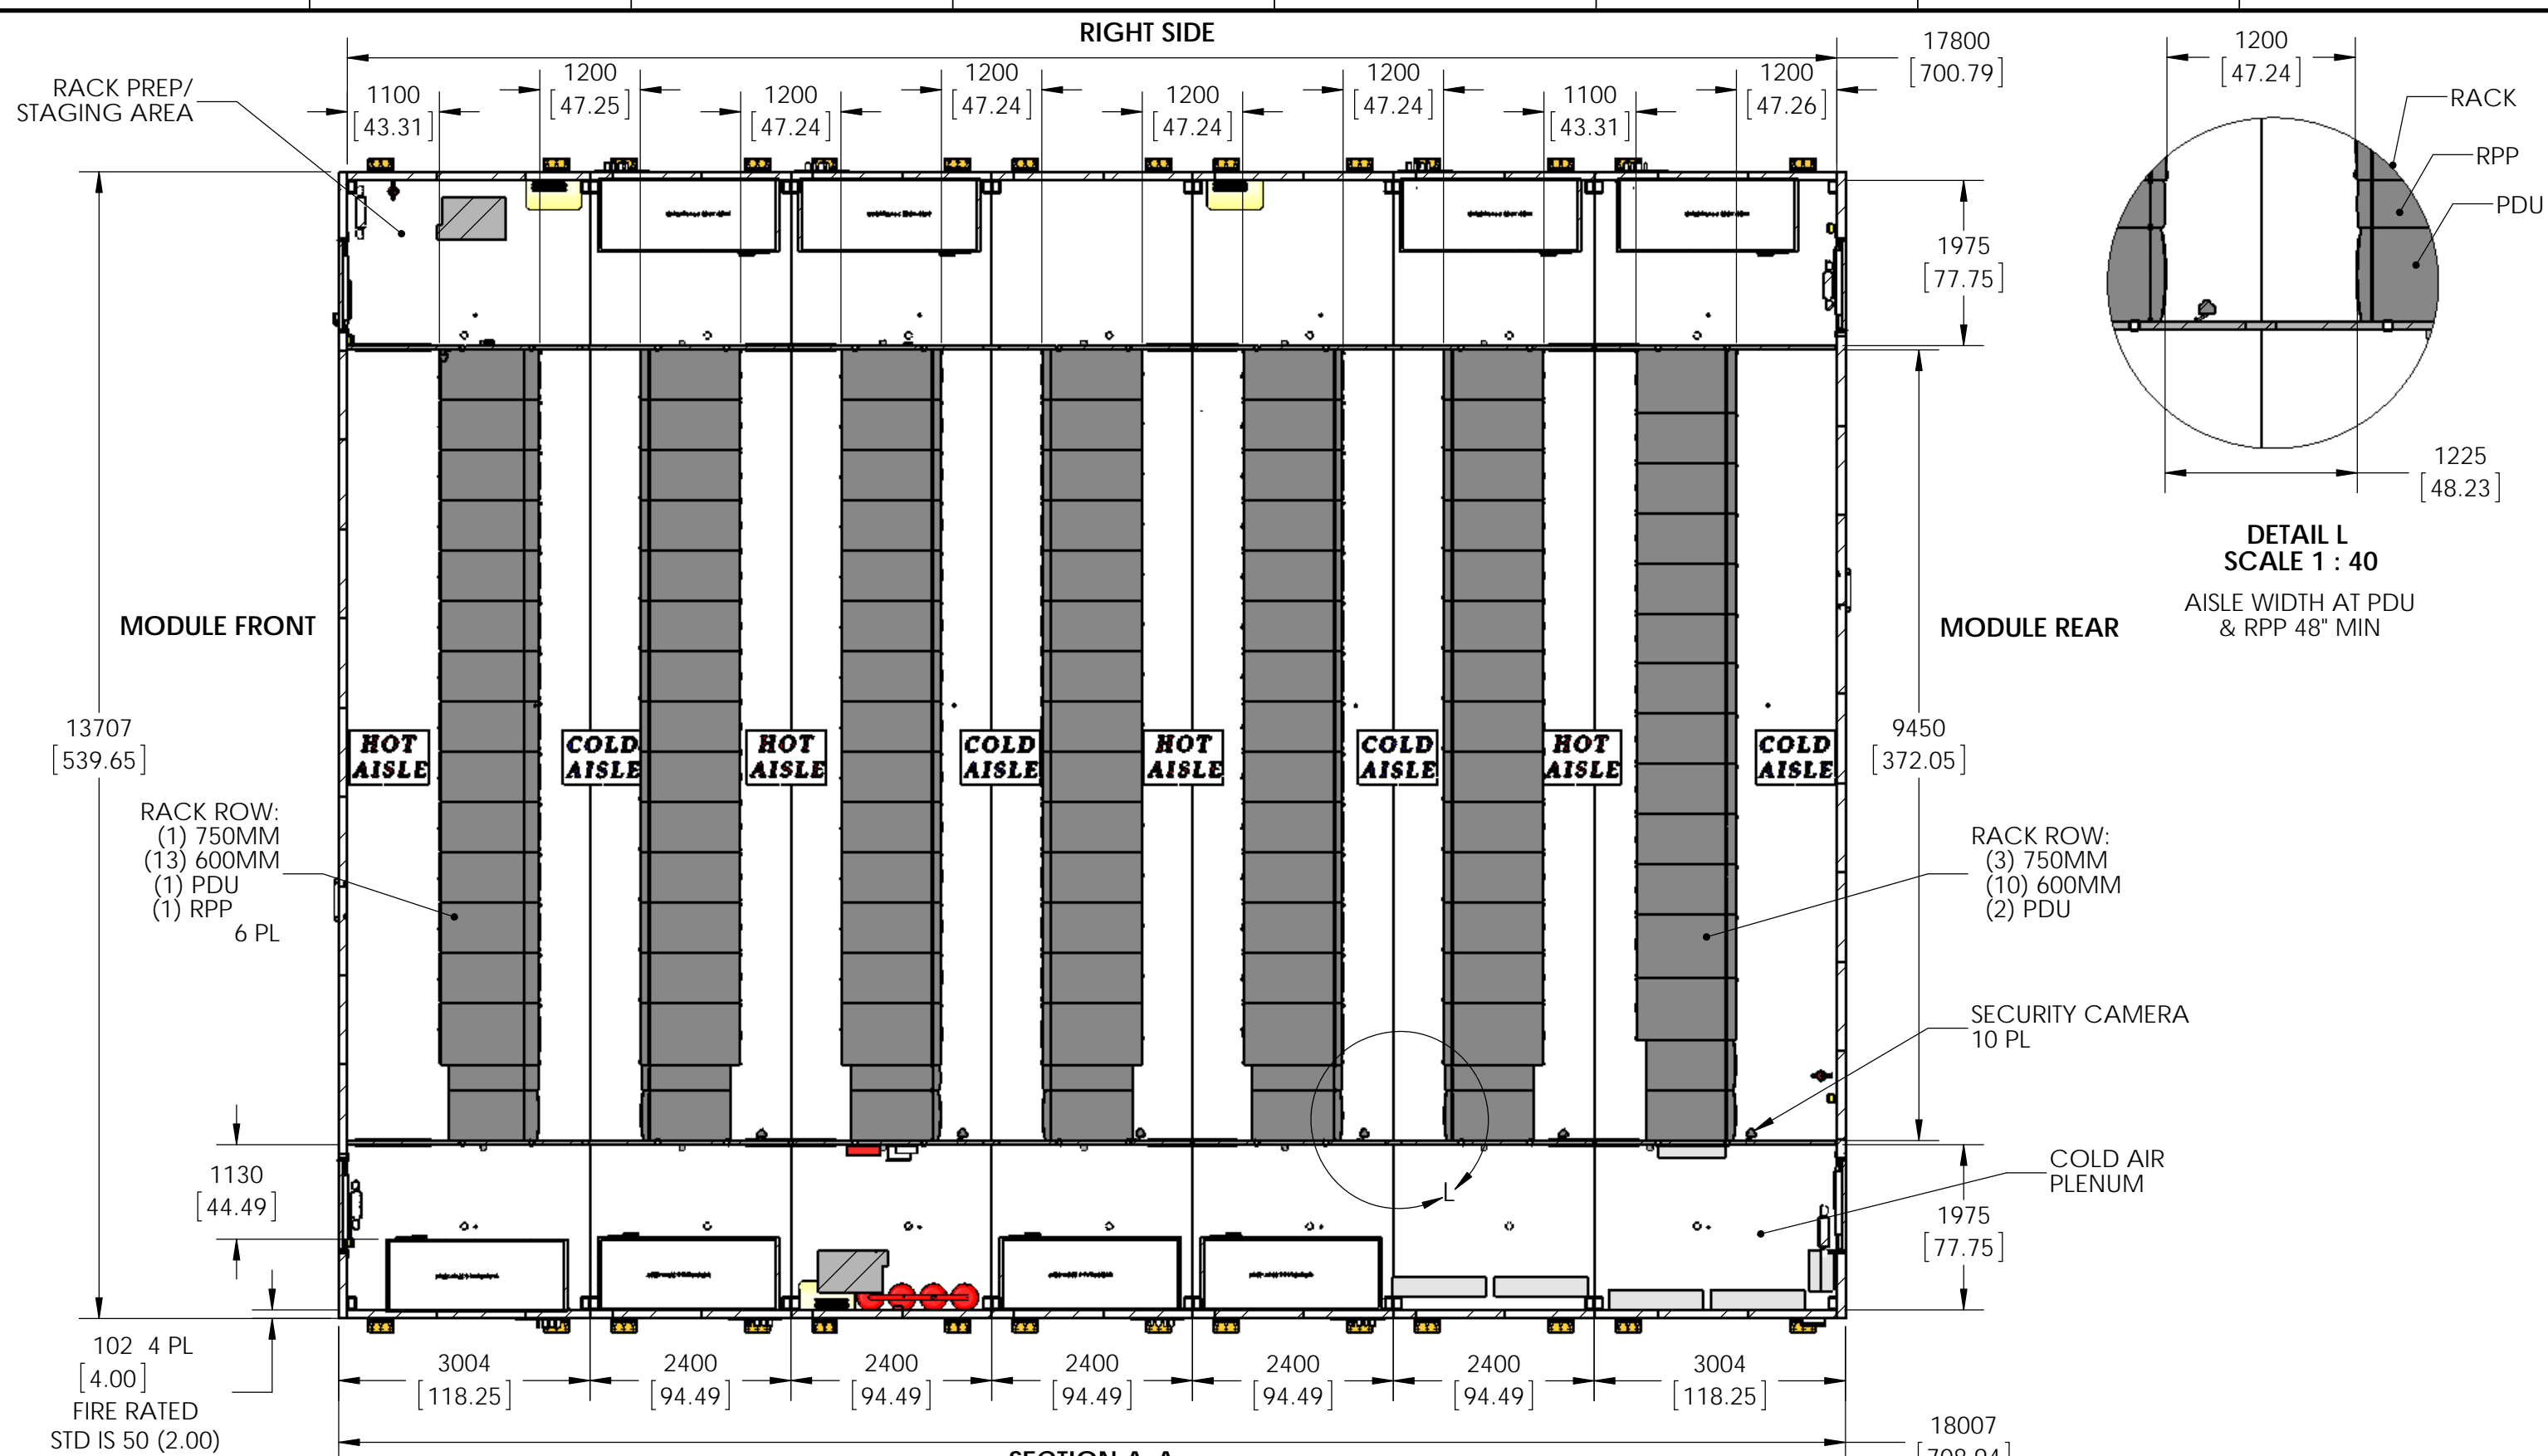 RIGHT SIDE
17800
[700.79]
RACK PREP/
STAGING AREA
1100
[43.31]
1200
[47.25]
1200
[47.24]
1200
[47.24]
1200
[47.24]
1200
[47.24]
1100
[43.31]
1200
[47.26]
1200
[47.24]
RACK
RPP
PDU
1225
[48.23]
DETAIL L
SCALE 1 : 40
AISLE WIDTH AT PDU
& RPP 48" MIN
1975
[77.75]
MODULE FRONT
MODULE REAR
13707
[539.65]
9450
[372.05]
HOT
AISLE
COLD
AISLE
HOT
AISLE
COLD
AISLE
HOT
AISLE
COLD
AISLE
HOT
AISLE
COLD
AISLE
RACK ROW:
(1) 750MM
(13) 600MM
(1) PDU
(1) RPP
6 PL
RACK ROW:
(3) 750MM
(10) 600MM
(2) PDU
SECURITY CAMERA
10 PL
COLD AIR
PLENUM
1130
[44.49]
L
1975
[77.75]
102 4 PL
[4.00]
FIRE RATED
STD IS 50 (2.00)
3004
[118.25]
2400
[94.49]
2400
[94.49]
2400
[94.49]
2400
[94.49]
2400
[94.49]
3004
[118.25]
18007
[708.94]
SECTION A-A